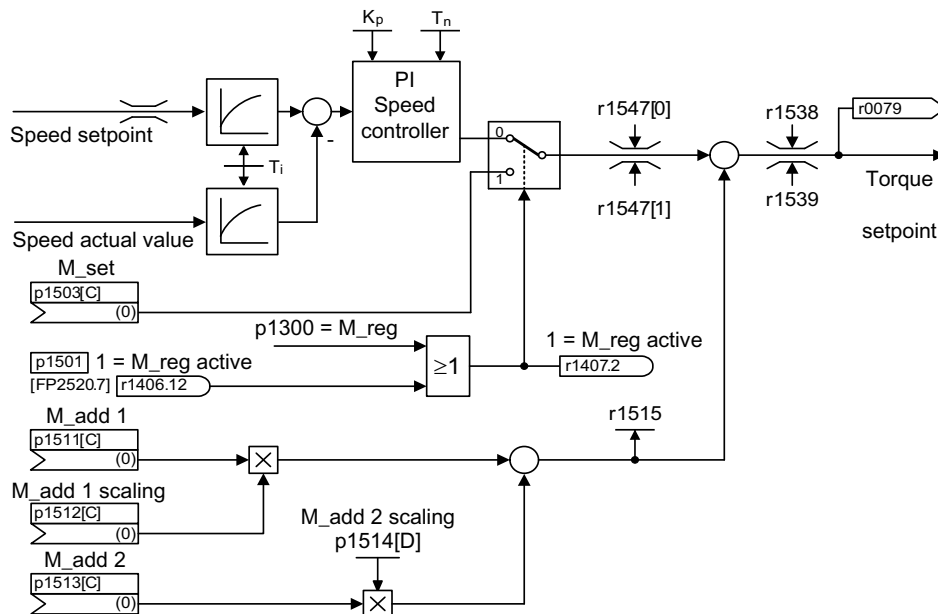 Kp Tn
PI
Speed
controller
Speed setpoint
-
Ti
Speed actual value
0
1
r1547[0]
r1547[1]
r1538
r1539
r0079
Torque
setpoint
M_set
p1503[C]
(0)
p1300 = M_reg
p1501 1 = M_reg active
[FP2520.7] r1406.12
≥1
1 = M_reg active
r1407.2
M_add 1
p1511[C]
(0)
×
r1515
M_add 1 scaling
p1512[C]
(0)
M_add 2 scaling
p1514[D]
M_add 2
p1513[C]
(0)
×